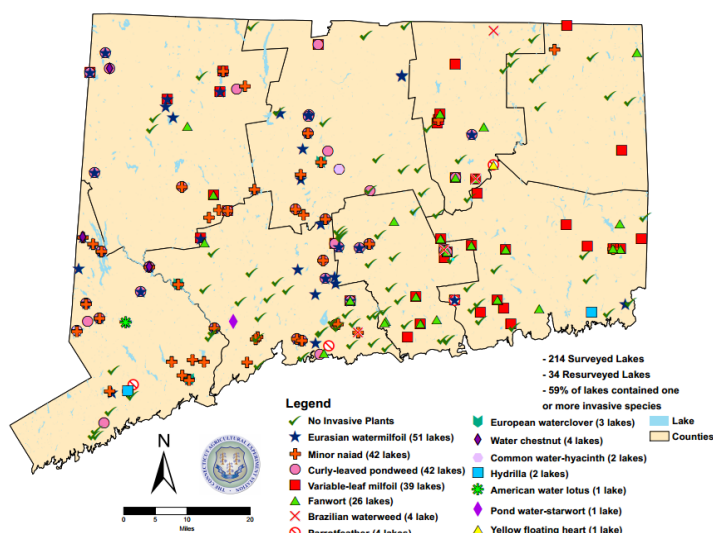 - 214 Surveyed Lakes
- 34 Resurveyed Lakes
- 59% of lakes contained one
or more invasive species
Legend
No Invasive Plants
Eurasian watermilfoil (51 lakes)
Minor naiad (42 lakes)
Curly-leaved pondweed (42 lakes)
Variable-leaf milfoil (39 lakes)
Fanwort (26 lakes)
Brazilian waterweed (4 lake)
Parrotfeather (4 lakes)
European waterclover (3 lakes)
Water chestnut (4 lakes)
Common water-hyacinth (2 lakes)
Hydrilla (2 lakes)
American water lotus (1 lake)
Pond water-starwort (1 lake)
Yellow floating heart (1 lake)
Lake
Counties
N
0 5 10 20
Miles